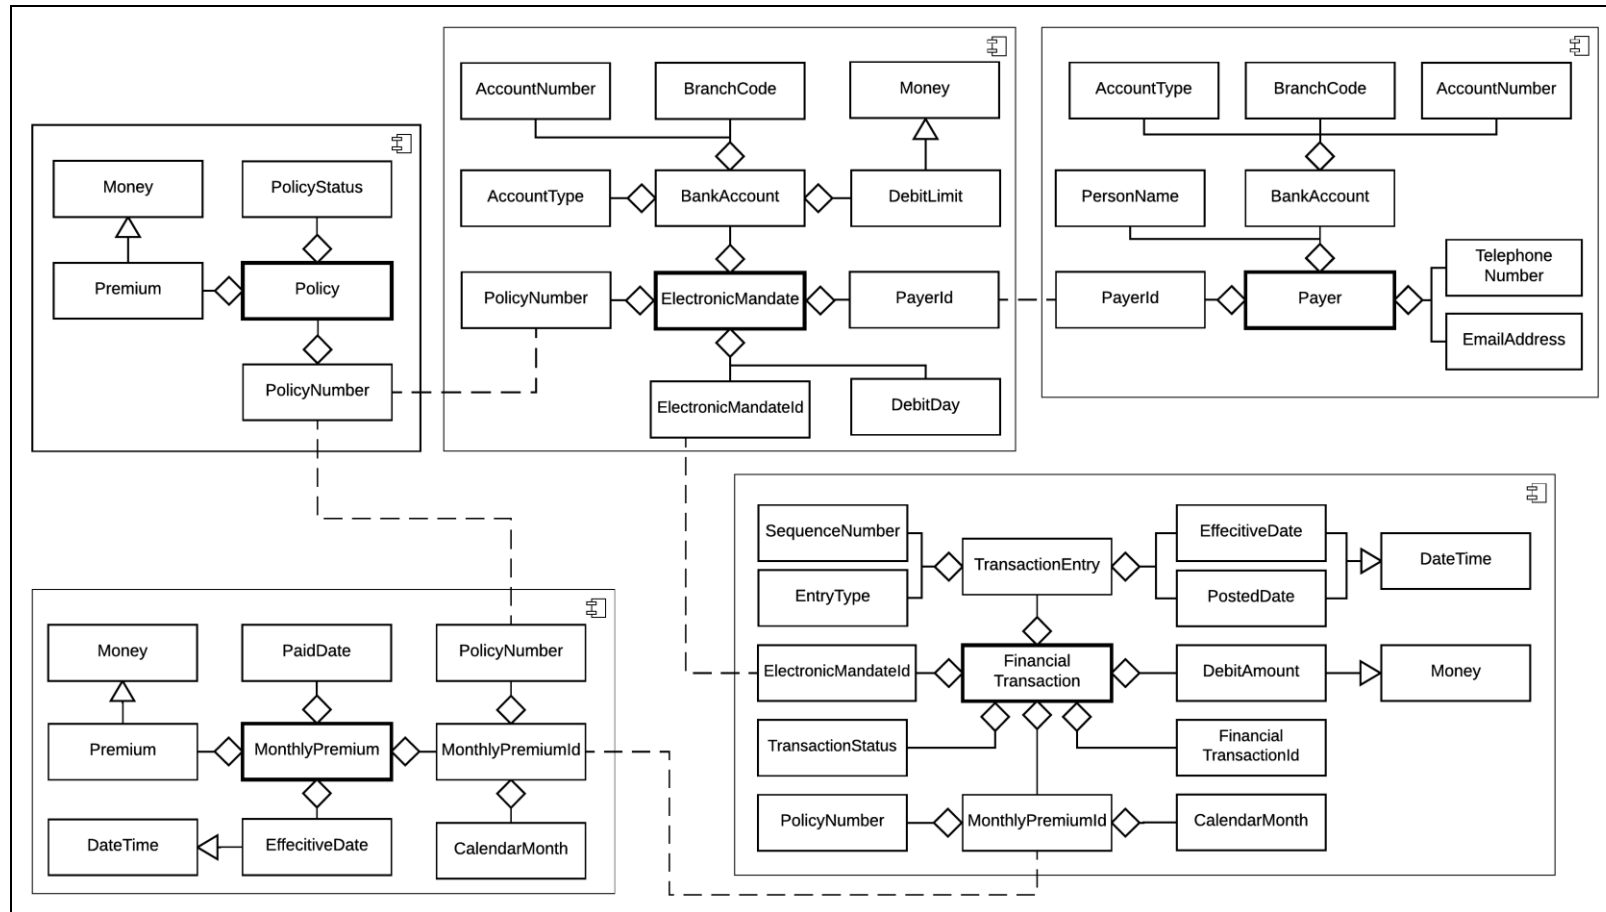 Money
PolicyStatus
Premium
Policy
PolicyNumber
AccountNumber
BranchCode
Money
AccountType
BankAccount
DebitLimit
PolicyNumber
ElectronicMandate
PayerId
ElectronicMandateId
DebitDay
AccountType
BranchCode
AccountNumber
PersonName
BankAccount
PayerId
Payer
Telephone
Number
EmailAddress
Money
PaidDate
PolicyNumber
Premium
MonthlyPremium
MonthlyPremiumId
DateTime
EffecitiveDate
CalendarMonth
SequenceNumber
EntryType
TransactionEntry
EffecitiveDate
PostedDate
DateTime
ElectronicMandateId
Financial
Transaction
DebitAmount
Money
TransactionStatus
Financial
TransactionId
PolicyNumber
MonthlyPremiumId
CalendarMonth